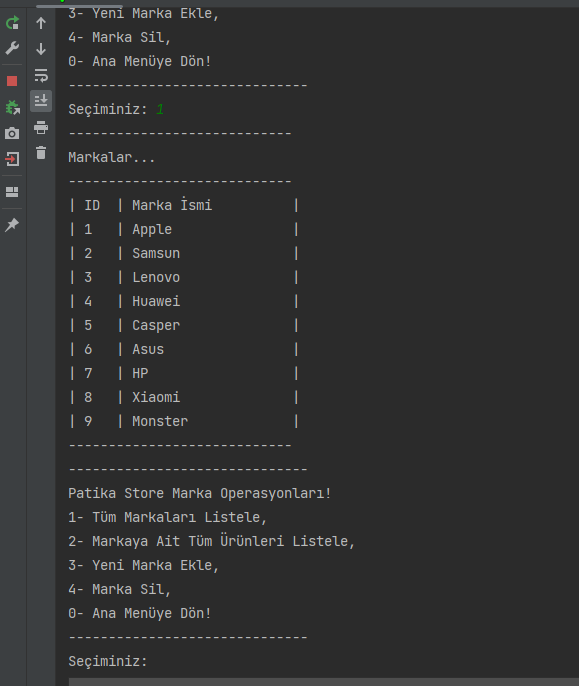 3- Yeni Marka Ekle,
4- Marka Sil,
0- Ana Menüye Dön!
------------------------------
Seçiminiz: 1
----------------------------
Markalar...
----------------------------
| ID  | Marka İsmi          |
| 1   | Apple               |
| 2   | Samsun              |
| 3   | Lenovo              |
| 4   | Huawei              |
| 5   | Casper              |
| 6   | Asus                |
| 7   | HP                  |
| 8   | Xiaomi              |
| 9   | Monster             |
----------------------------
------------------------------
Patika Store Marka Operasyonları!
1- Tüm Markaları Listele,
2- Markaya Ait Tüm Ürünleri Listele,
3- Yeni Marka Ekle,
4- Marka Sil,
0- Ana Menüye Dön!
------------------------------
Seçiminiz: